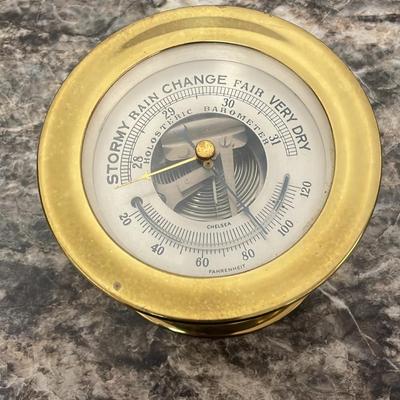 STORMY RAIN CHANGE FAIR VERY DRY
28 29 30 31
HOLOSTERIC BAROMETER
CHELSEA
20 40 60 80 100 120
FAHRENHEIT